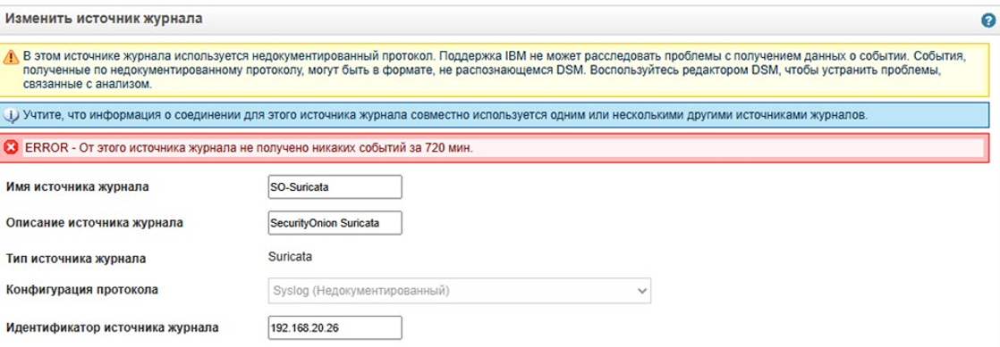 Изменить источник журнала
?
В этом источнике журнала используется недокументированный протокол. Поддержка IBM не может расследовать проблемы с получением данных о событии. События,
полученные по недокументированному протоколу, могут быть в формате, не распознающемся DSM. Воспользуйтесь редактором DSM, чтобы устранить проблемы,
связанные с анализом.
Учтите, что информация о соединении для этого источника журнала совместно используется одним или несколькими другими источниками журналов.
ERROR - От этого источника журнала не получено никаких событий за 720 мин.
Имя источника журнала SO-Suricata
Описание источника журнала SecurityOnion Suricata
Тип источника журнала Suricata
Конфигурация протокола Syslog (Недокументированный)
Идентификатор источника журнала 192.168.20.26